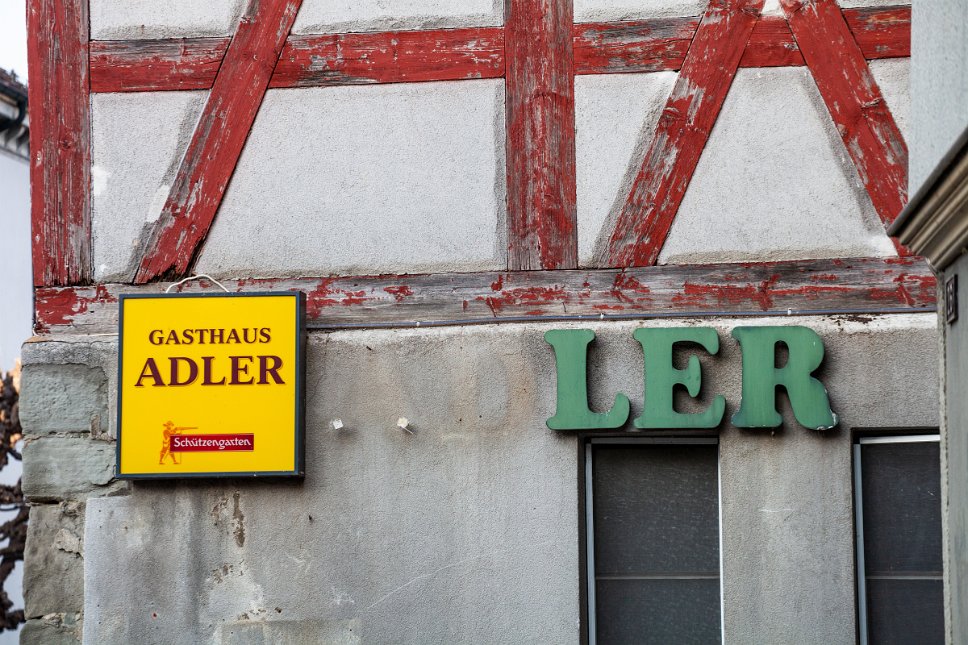 GASTHAUS
ADLER
Schützengarten
LER